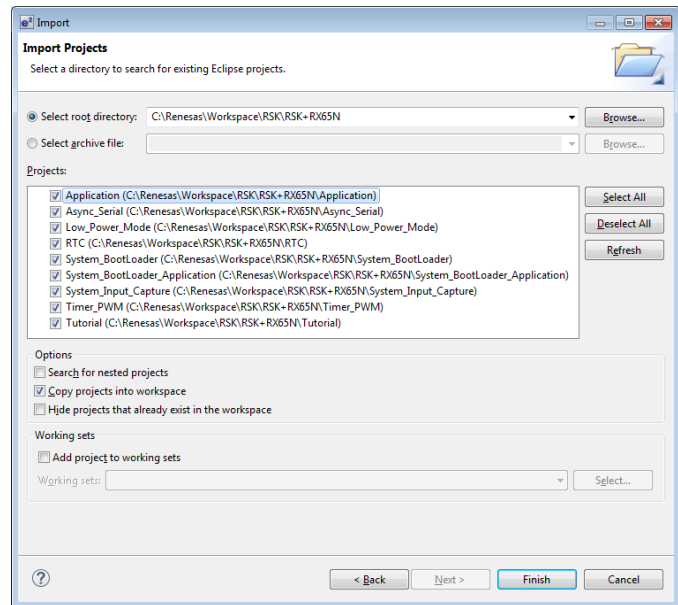 e² Import
Import Projects
Select a directory to search for existing Eclipse projects.
Select root directory: C:\Renesas\Workspace\RSK\RSK+RX65N Browse...
Select archive file: Browse...
Projects:
Application (C:\Renesas\Workspace\RSK\RSK+RX65N\Application)
Async_Serial (C:\Renesas\Workspace\RSK\RSK+RX65N\Async_Serial)
Low_Power_Mode (C:\Renesas\Workspace\RSK\RSK+RX65N\Low_Power_Mode)
RTC (C:\Renesas\Workspace\RSK\RSK+RX65N\RTC)
System_BootLoader (C:\Renesas\Workspace\RSK\RSK+RX65N\System_BootLoader)
System_BootLoader_Application (C:\Renesas\Workspace\RSK\RSK+RX65N\System_BootLoader_Application)
System_Input_Capture (C:\Renesas\Workspace\RSK\RSK+RX65N\System_Input_Capture)
Timer_PWM (C:\Renesas\Workspace\RSK\RSK+RX65N\Timer_PWM)
Tutorial (C:\Renesas\Workspace\RSK\RSK+RX65N\Tutorial)
Select All
Deselect All
Refresh
Options
Search for nested projects
Copy projects into workspace
Hide projects that already exist in the workspace
Working sets
Add project to working sets
Working sets: Select...
? < Back Next > Finish Cancel